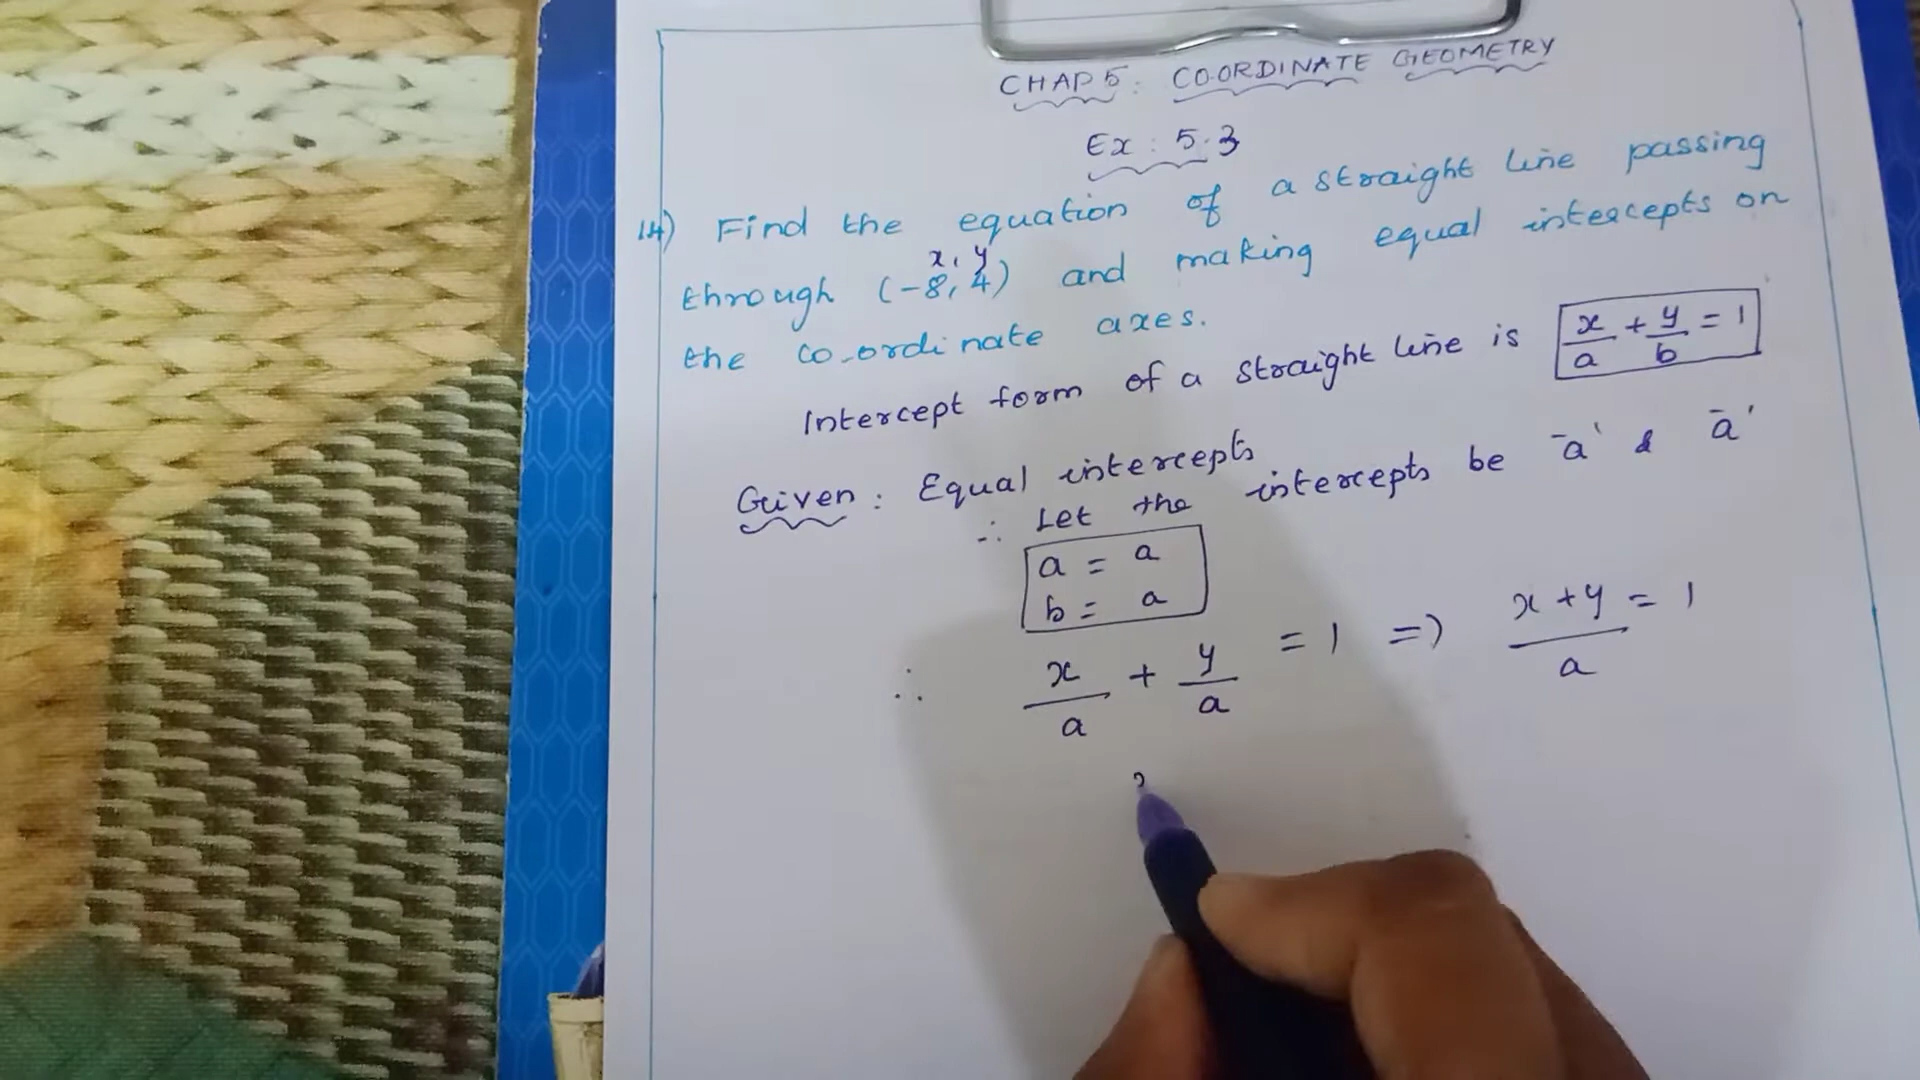 CHAP 5: CO-ORDINATE GEOMETRY
Ex : 5.3
14) Find the equation of a straight line passing
x, y
through (-8, 4) and making equal intercepts on
the co-ordinate axes.
Intercept form of a straight line is x/a + y/b = 1
Given : Equal intercepts
∴ Let the intercepts be 'a' & 'a'
a = a
b = a
∴ x/a + y/a = 1 => x+y/a = 1